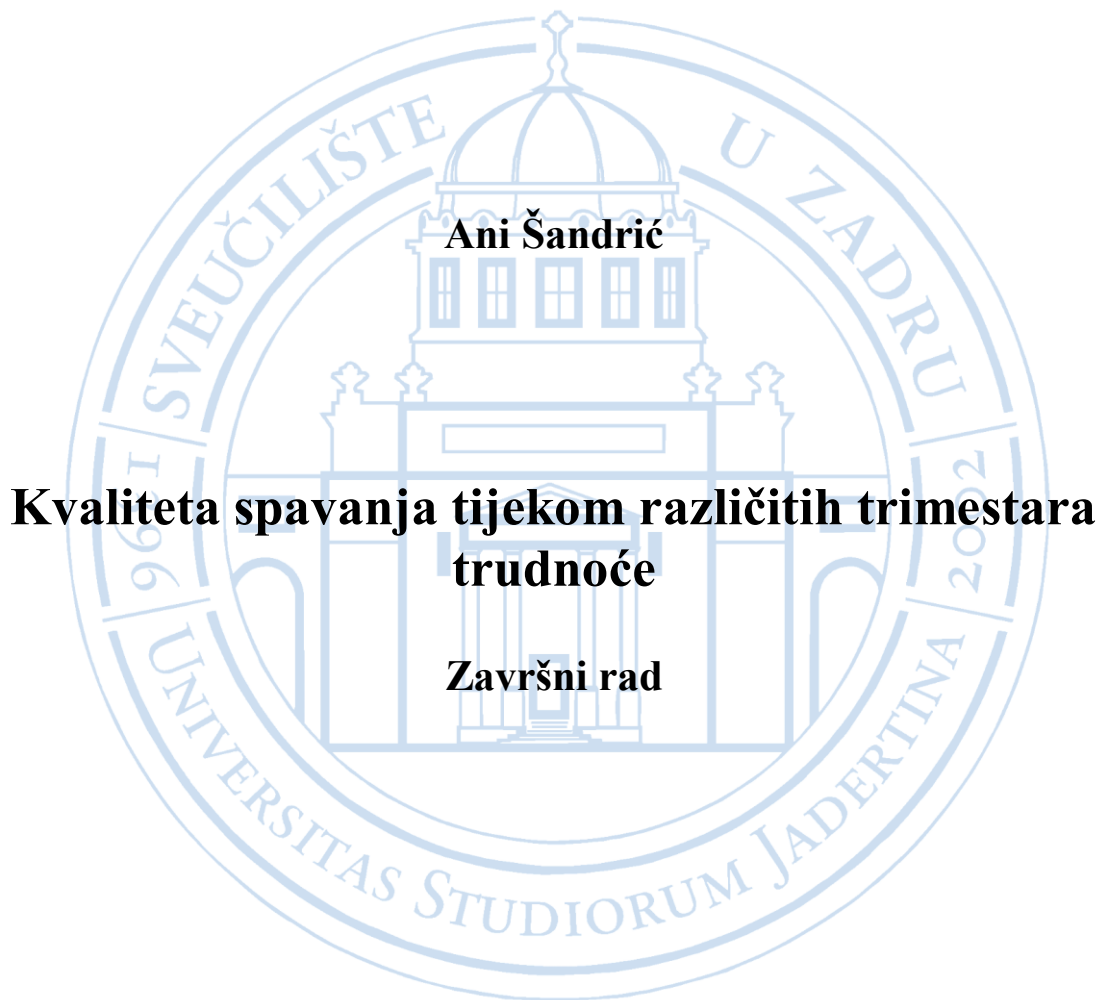 Ani Šandrić
Kvaliteta spavanja tijekom različitih trimestara
trudnoće
Završni rad
SVEUČILIŠTE U ZADRU
1396
2002
UNIVERSITAS STUDIORUM JADERTINA